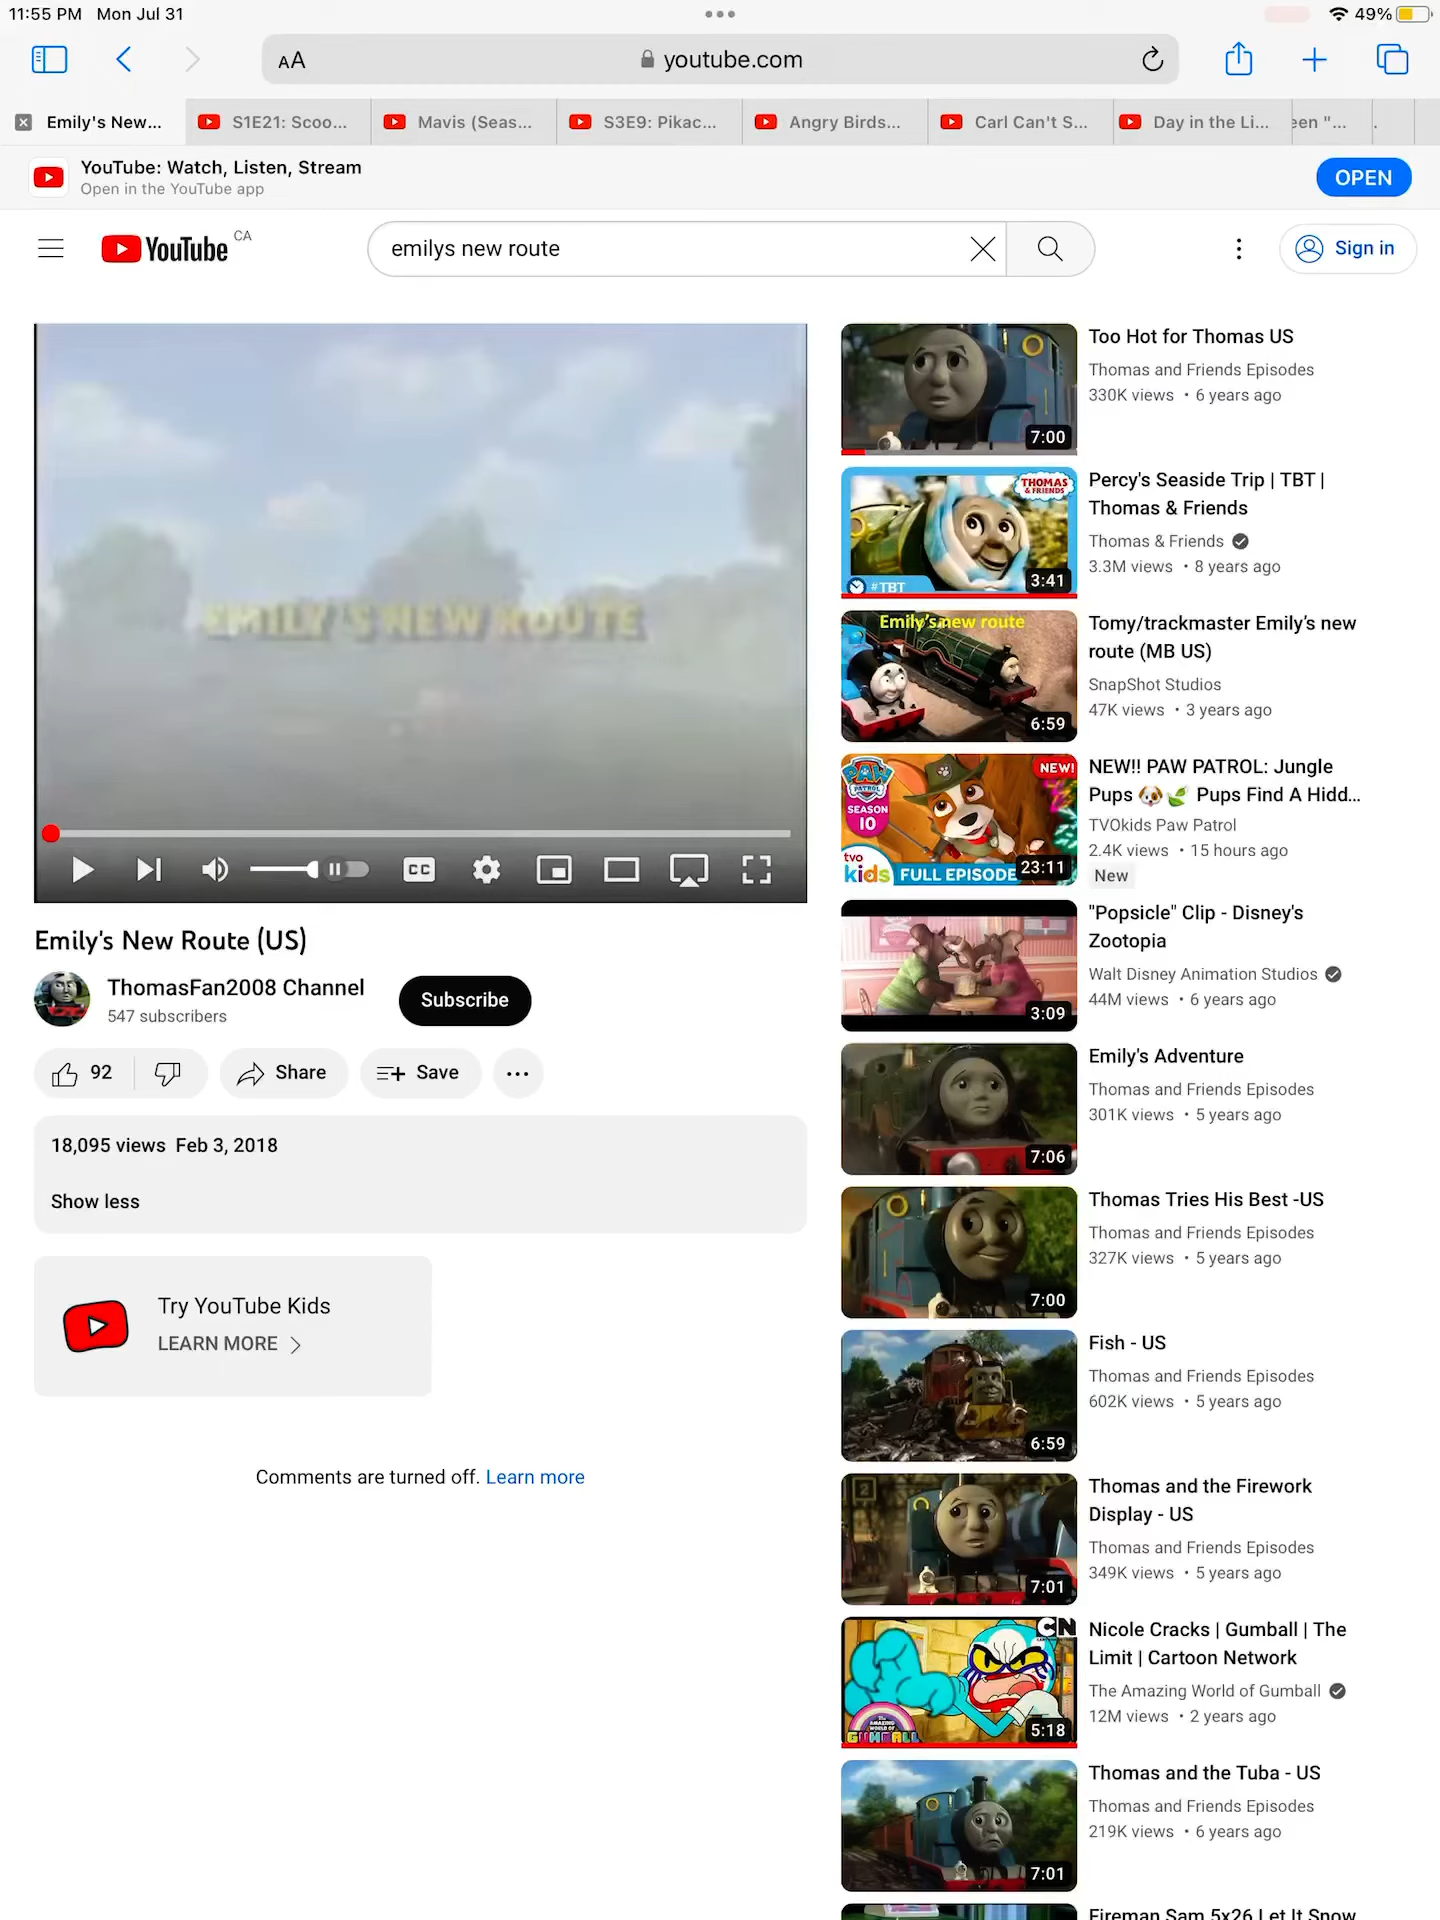 11:55 PM Mon Jul 31
49%
AA
youtube.com
Emily's New...
S1E21: Scoo...
Mavis (Seas...
S3E9: Pikac...
Angry Birds...
Carl Can't S...
Day in the Li...
een "...
.
YouTube: Watch, Listen, Stream
Open in the YouTube app
OPEN
YouTube CA
emilys new route
Sign in
EMILY'S NEW ROUTE
CC
Emily's New Route (US)
ThomasFan2008 Channel
547 subscribers
Subscribe
92
Share
Save
18,095 views Feb 3, 2018
Show less
Try YouTube Kids
LEARN MORE
Comments are turned off. Learn more
7:00
Too Hot for Thomas US
Thomas and Friends Episodes
330K views • 6 years ago
THOMAS
& FRIENDS
#TBT
3:41
Percy's Seaside Trip | TBT |
Thomas & Friends
Thomas & Friends
3.3M views • 8 years ago
Emily's new route
6:59
Tomy/trackmaster Emily’s new
route (MB US)
SnapShot Studios
47K views • 3 years ago
PAW
PATROL
SEASON
10
NEW!
tvo
kids
FULL EPISODE
23:11
NEW!! PAW PATROL: Jungle
Pups 🐶🍃 Pups Find A Hidd...
TVOkids Paw Patrol
2.4K views • 15 hours ago
New
3:09
"Popsicle" Clip - Disney's
Zootopia
Walt Disney Animation Studios
44M views • 6 years ago
7:06
Emily's Adventure
Thomas and Friends Episodes
301K views • 5 years ago
7:00
Thomas Tries His Best -US
Thomas and Friends Episodes
327K views • 5 years ago
6:59
Fish - US
Thomas and Friends Episodes
602K views • 5 years ago
2
7:01
Thomas and the Firework
Display - US
Thomas and Friends Episodes
349K views • 5 years ago
CN
THE
AMAZING
WORLD OF
GUMBALL
5:18
Nicole Cracks | Gumball | The
Limit | Cartoon Network
The Amazing World of Gumball
12M views • 2 years ago
7:01
Thomas and the Tuba - US
Thomas and Friends Episodes
219K views • 6 years ago
Fireman Sam 5x26 Let It Snow